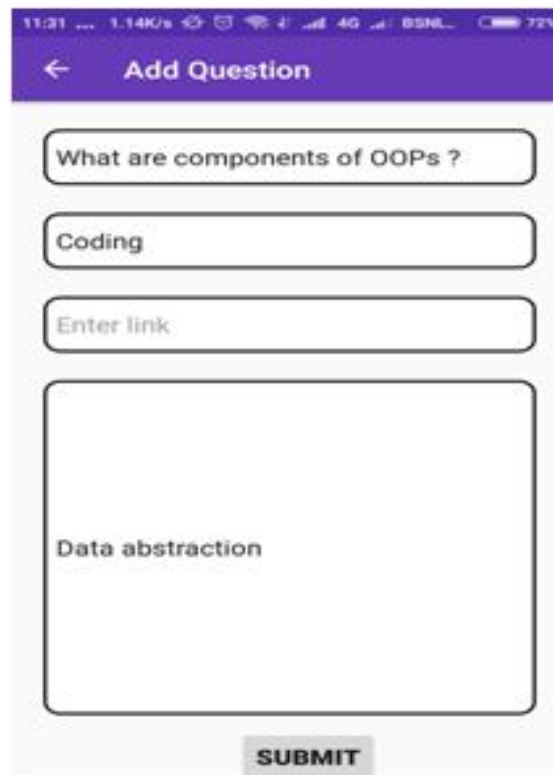 11:31 ... 1.14K/s 4G BSNL... 72%
Add Question
What are components of OOPs ?
Coding
Enter link
Data abstraction
SUBMIT